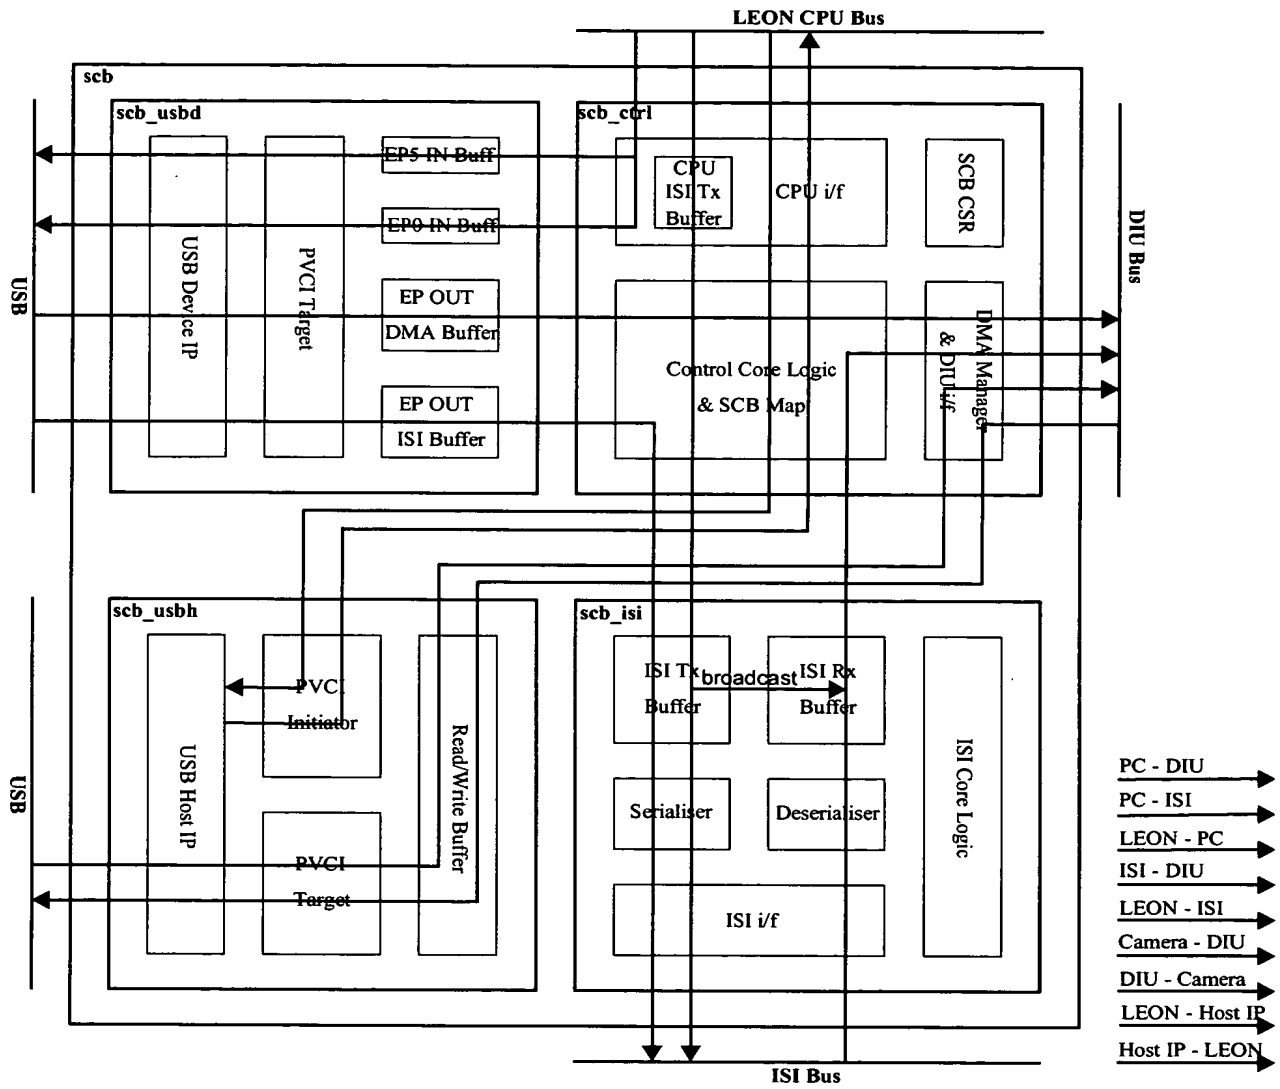 LEON CPU Bus
scb
scb_usbd
USB Device IP
PVCI Target
EP5 IN Buff
EP0 IN Buff
EP OUT
DMA Buffer
EP OUT
ISI Buffer
USB
scb_ctrl
CPU
ISI Tx
Buffer
CPU i/f
SCB CSR
Control Core Logic
& SCB Map
DMA Manager
& DIU i/f
DIU Bus
scb_usbh
USB Host IP
PVCI
Initiator
PVCI
Target
Read/Write Buffer
USB
scb_isi
ISI Tx
Buffer
broadcast
ISI Rx
Buffer
Serialiser
Deserialiser
ISI i/f
ISI Core Logic
ISI Bus
PC - DIU
PC - ISI
LEON - PC
ISI - DIU
LEON - ISI
Camera - DIU
DIU - Camera
LEON - Host IP
Host IP - LEON